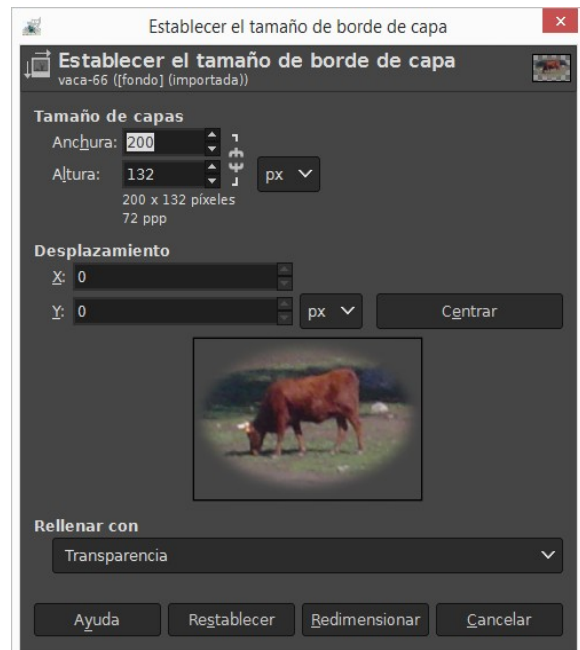 Establecer el tamaño de borde de capa
Establecer el tamaño de borde de capa
vaca-66 ([fondo] (importada))
Tamaño de capas
Anchura: 200
Altura: 132 px
200 x 132 píxeles
72 ppp
Desplazamiento
X: 0
Y: 0 px Centrar
Rellenar con
Transparencia
Ayuda Restablecer Redimensionar Cancelar